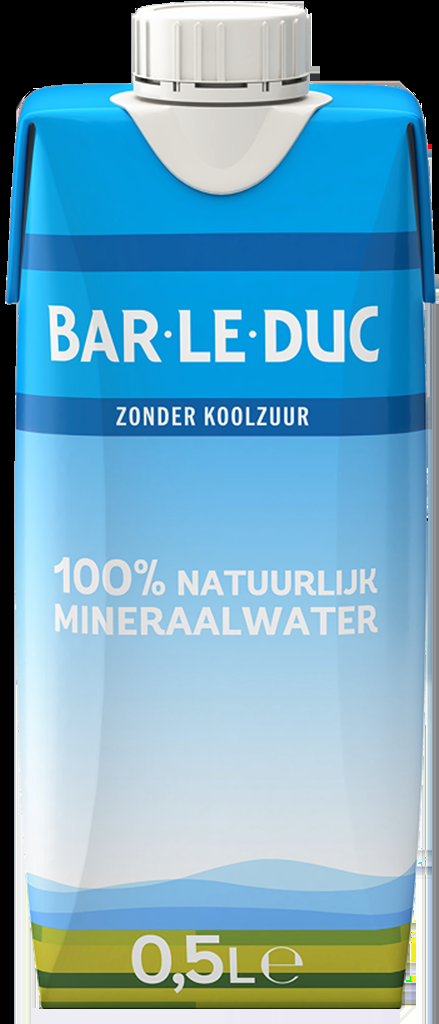 BAR·LE·DUC
ZONDER KOOLZUUR
100% NATUURLIJK
MINERAALWATER
0,5L℮